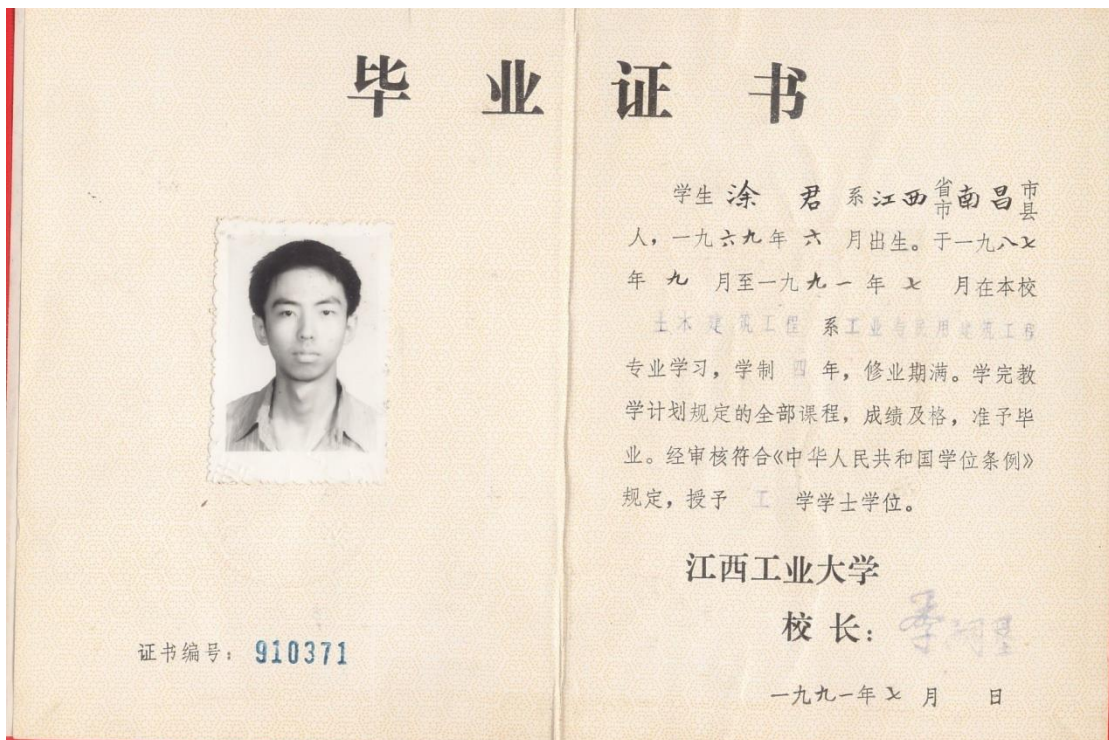 毕业证书
学生 涂 君 系江西省市南昌市县
人，一九六九年 六 月出生。于一九八七
年 九 月至一九九一年 七 月在本校
土木建筑工程 系工业与民用建筑工程
专业学习，学制 四 年，修业期满。学完教
学计划规定的全部课程，成绩及格，准予毕
业。经审核符合《中华人民共和国学位条例》
规定，授予 工 学学士学位。
江西工业大学
校长：
一九九一年七月 日
证书编号：910371